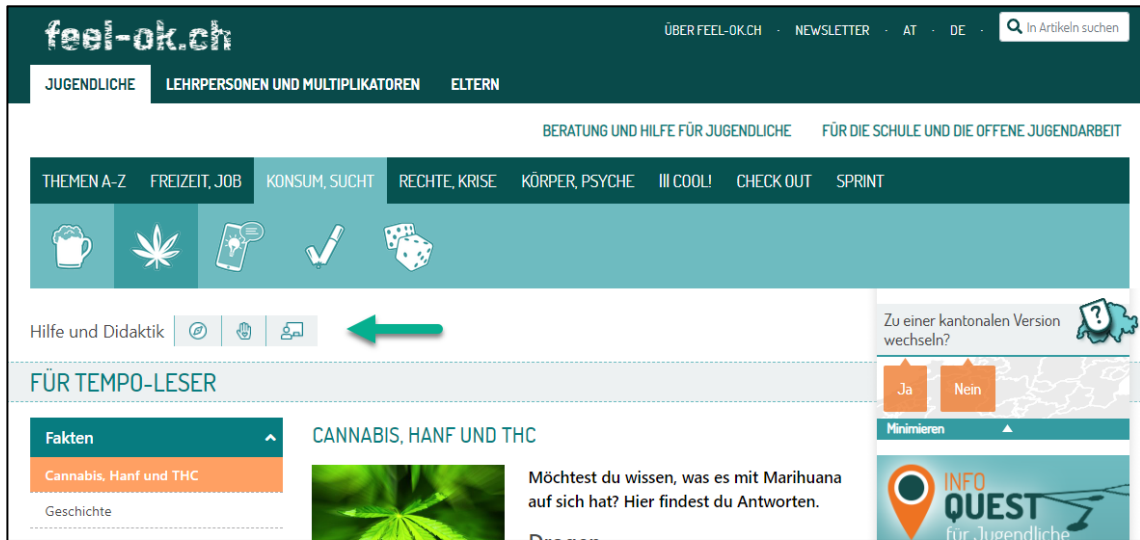 feel-ok.ch
ÜBER FEEL-OK.CH · NEWSLETTER · AT · DE · In Artikeln suchen
JUGENDLICHE LEHRPERSONEN UND MULTIPLIKATOREN ELTERN
BERATUNG UND HILFE FÜR JUGENDLICHE FÜR DIE SCHULE UND DIE OFFENE JUGENDARBEIT
THEMEN A-Z FREIZEIT, JOB KONSUM, SUCHT RECHTE, KRISE KÖRPER, PSYCHE III COOL! CHECK OUT SPRINT
Hilfe und Didaktik
Zu einer kantonalen Version
wechseln?
?
Ja Nein
Minimieren
FÜR TEMPO-LESER
Fakten
Cannabis, Hanf und THC
Geschichte
CANNABIS, HANF UND THC
Möchtest du wissen, was es mit Marihuana
auf sich hat? Hier findest du Antworten.
Drogen
INFO
QUEST
für Jugendliche